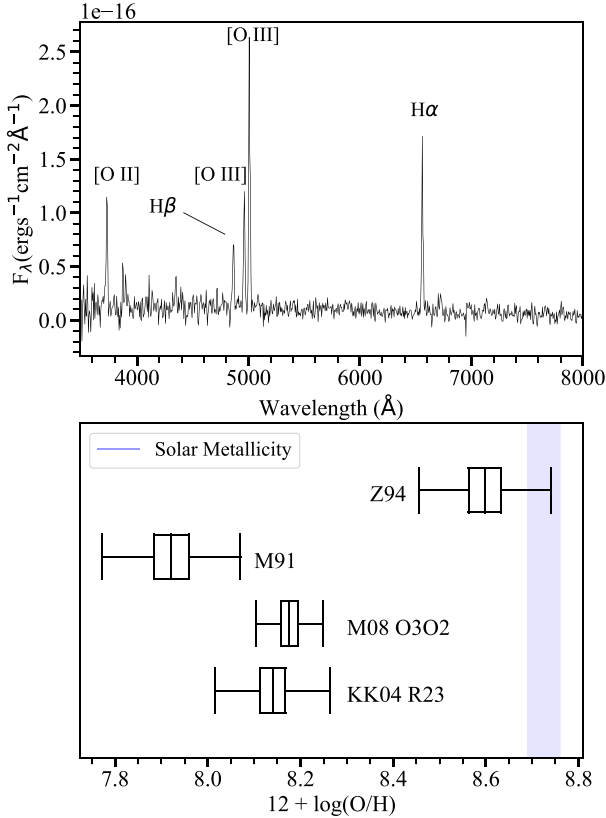 1e−16
[O III]
Hα
[O II]
[O III]
Hβ
2.5
2.0
1.5
1.0
0.5
0.0
Fλ(ergs⁻¹cm⁻²Å⁻¹)
4000 5000 6000 7000 8000
Wavelength (Å)
Solar Metallicity
Z94
M91
M08 O3O2
KK04 R23
7.8 8.0 8.2 8.4 8.6 8.8
12 + log(O/H)